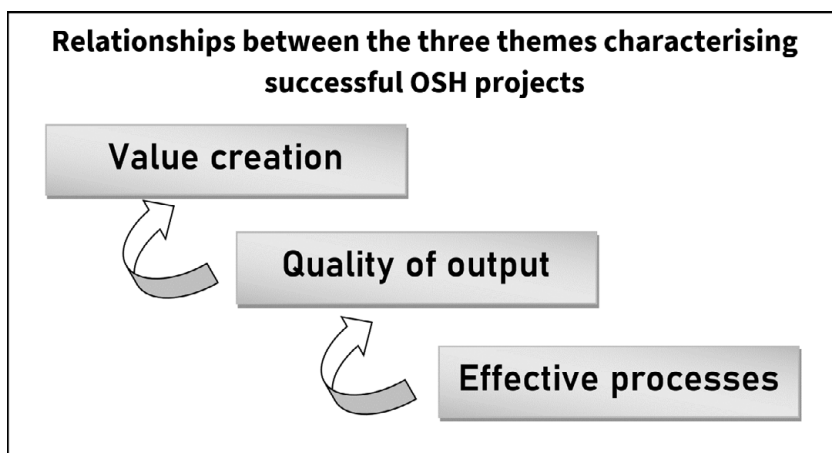 Relationships between the three themes characterising
successful OSH projects
Value creation
Quality of output
Effective processes